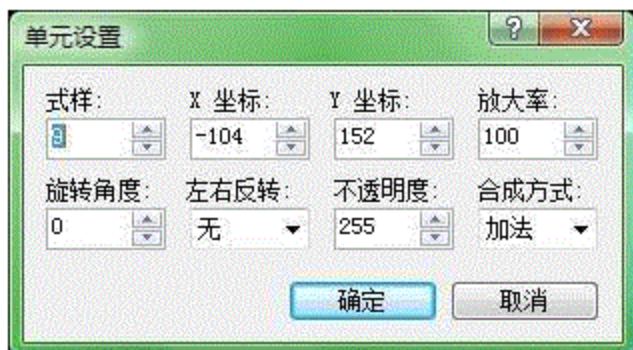 单元设置
式样: X 坐标: Y 坐标: 放大率:
-104 152 100
旋转角度: 左右反转: 不透明度: 合成方式:
0 无 255 加法
确定 取消